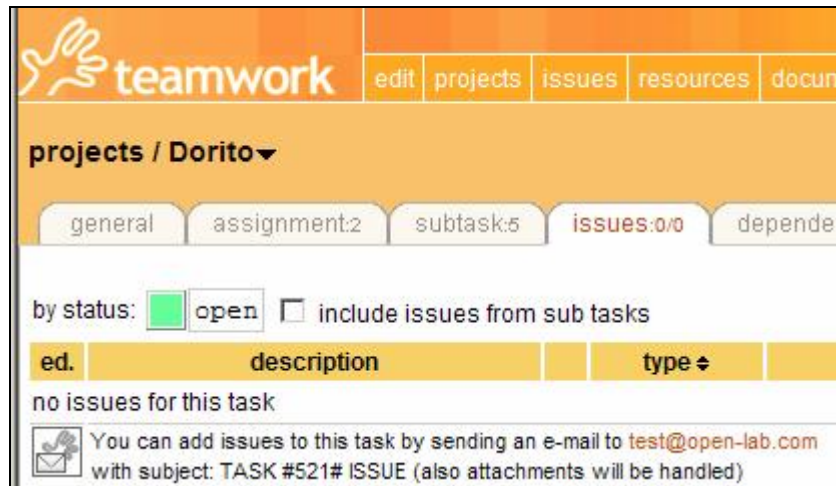 teamwork
edit projects issues resources
projects / Dorito
general assignment:2 subtask:5 issues:0/0
by status: open include issues from sub tasks
ed. description type
no issues for this task
You can add issues to this task by sending an e-mail to test@open-lab.com
with subject: TASK #521# ISSUE (also attachments will be handled)